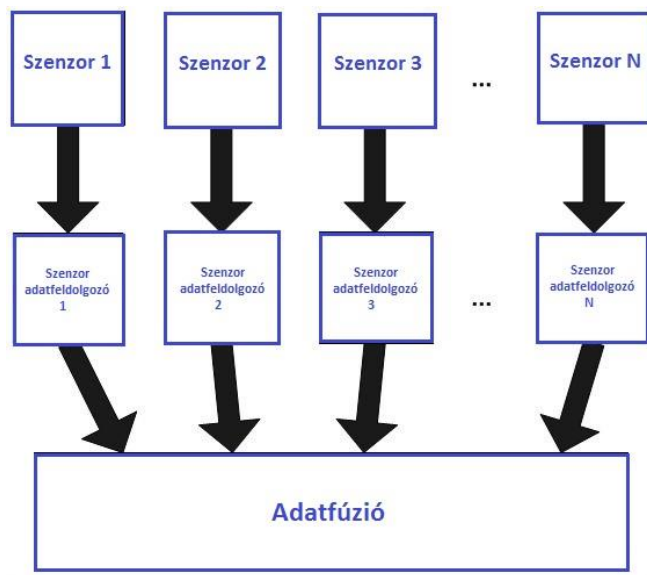 Szenzor 1
Szenzor 2
Szenzor 3
...
Szenzor N
Szenzor
adatfeldolgozó
1
Szenzor
adatfeldolgozó
2
Szenzor
adatfeldolgozó
3
...
Szenzor
adatfeldolgozó
N
Adatfúzió